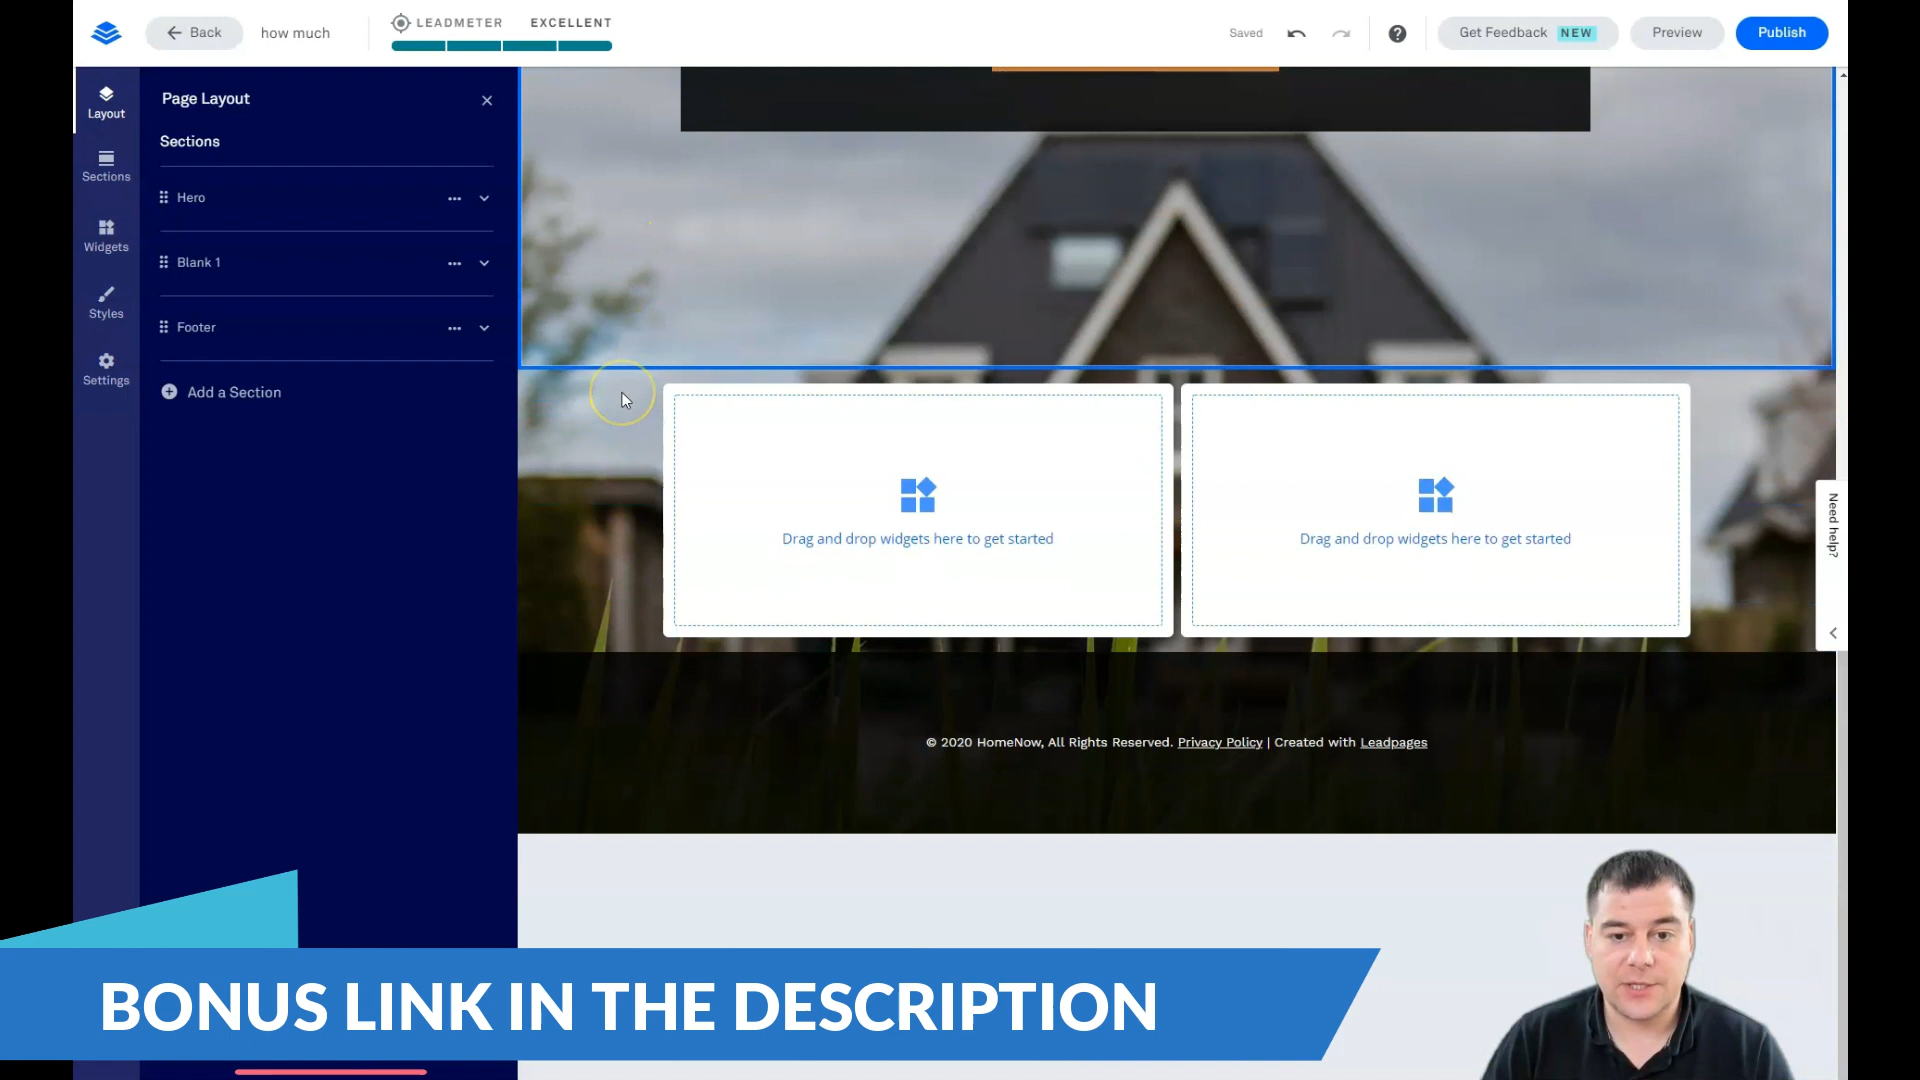 Back
how much
LEADMETER
EXCELLENT
Saved
?
Get Feedback NEW
Preview
Publish
Layout
Sections
Widgets
Styles
Settings
Page Layout
Sections
Hero
Blank 1
Footer
Add a Section
Drag and drop widgets here to get started
Drag and drop widgets here to get started
Need help?
© 2020 HomeNow, All Rights Reserved. Privacy Policy | Created with Leadpages
BONUS LINK IN THE DESCRIPTION